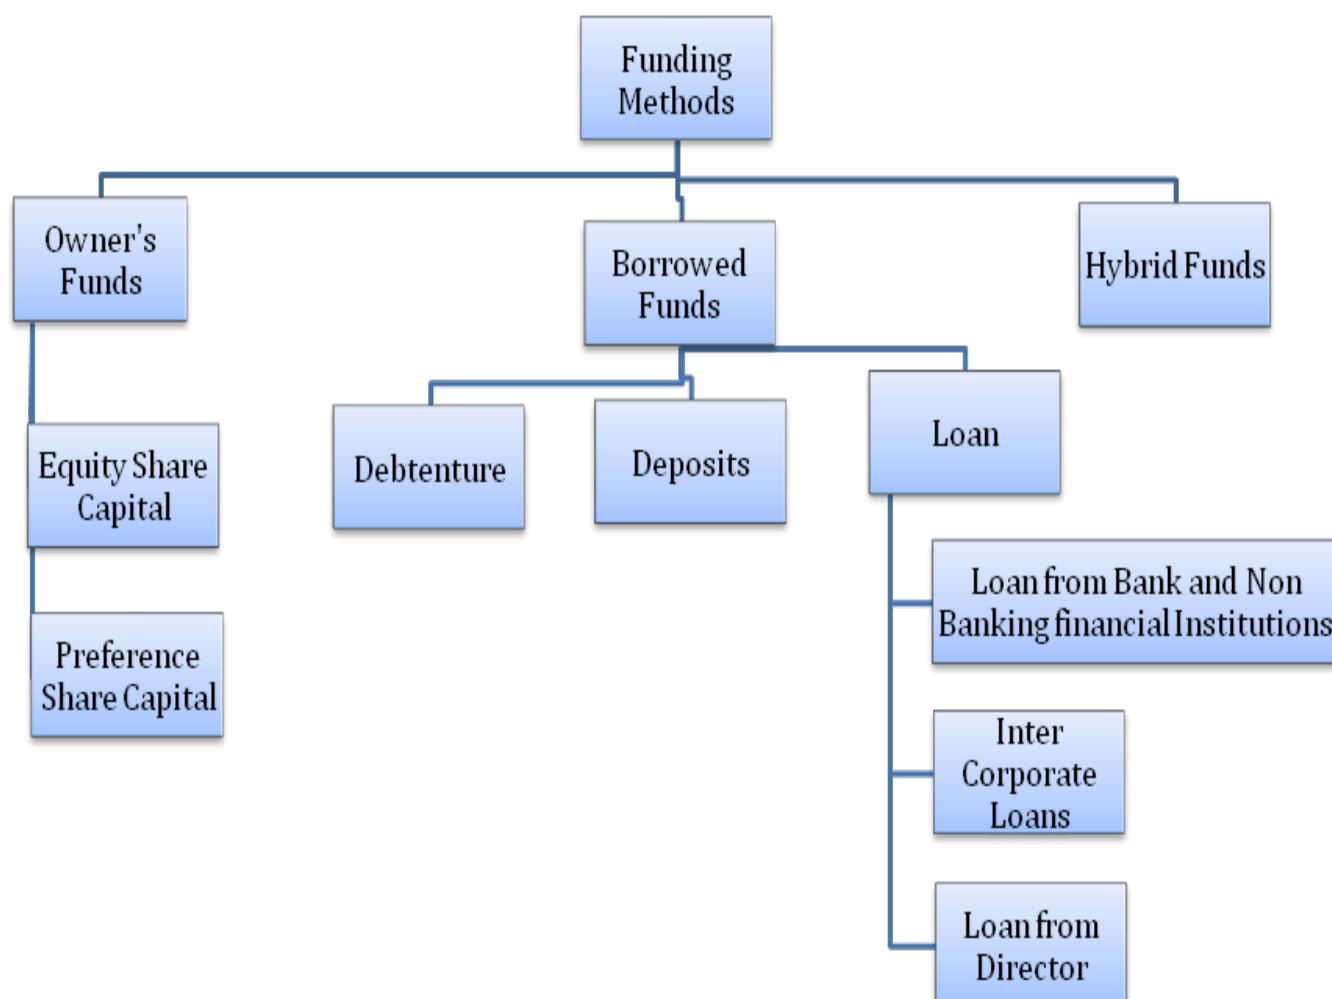 Funding
Methods
Owner's
Funds
Borrowed
Funds
Hybrid Funds
Equity Share
Capital
Preference
Share Capital
Debtenture
Deposits
Loan
Loan from Bank and Non
Banking financial Institutions
Inter
Corporate
Loans
Loan from
Director